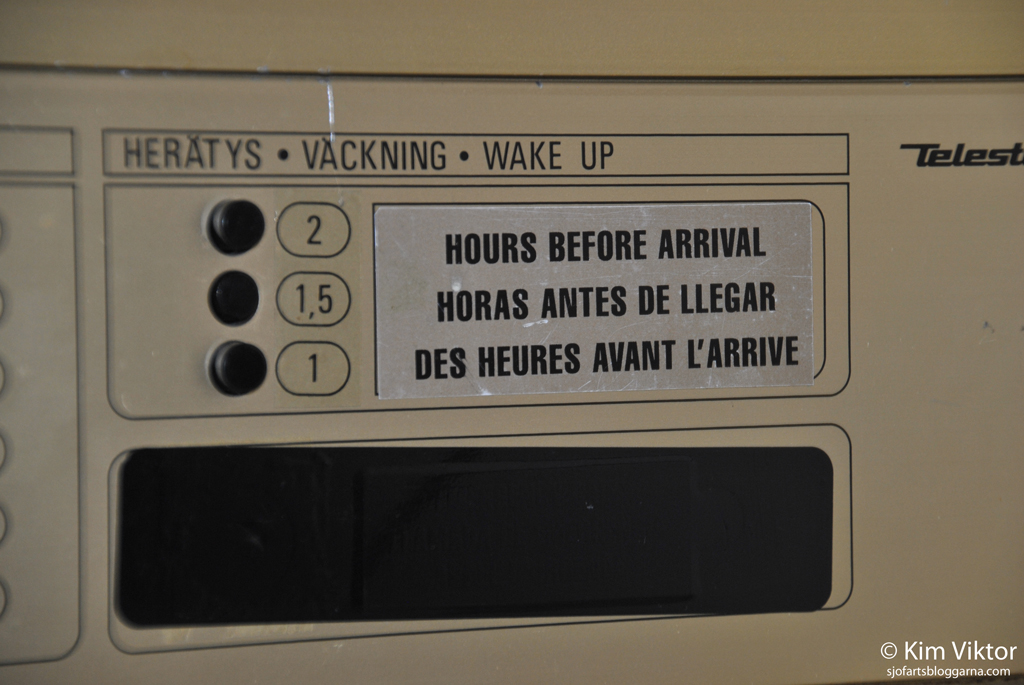 HERÄTYS • VÄCKNING • WAKE UP
2
1,5
1
HOURS BEFORE ARRIVAL
HORAS ANTES DE LLEGAR
DES HEURES AVANT L'ARRIVE
Telest
© Kim Viktor
sjofartsbloggarna.com